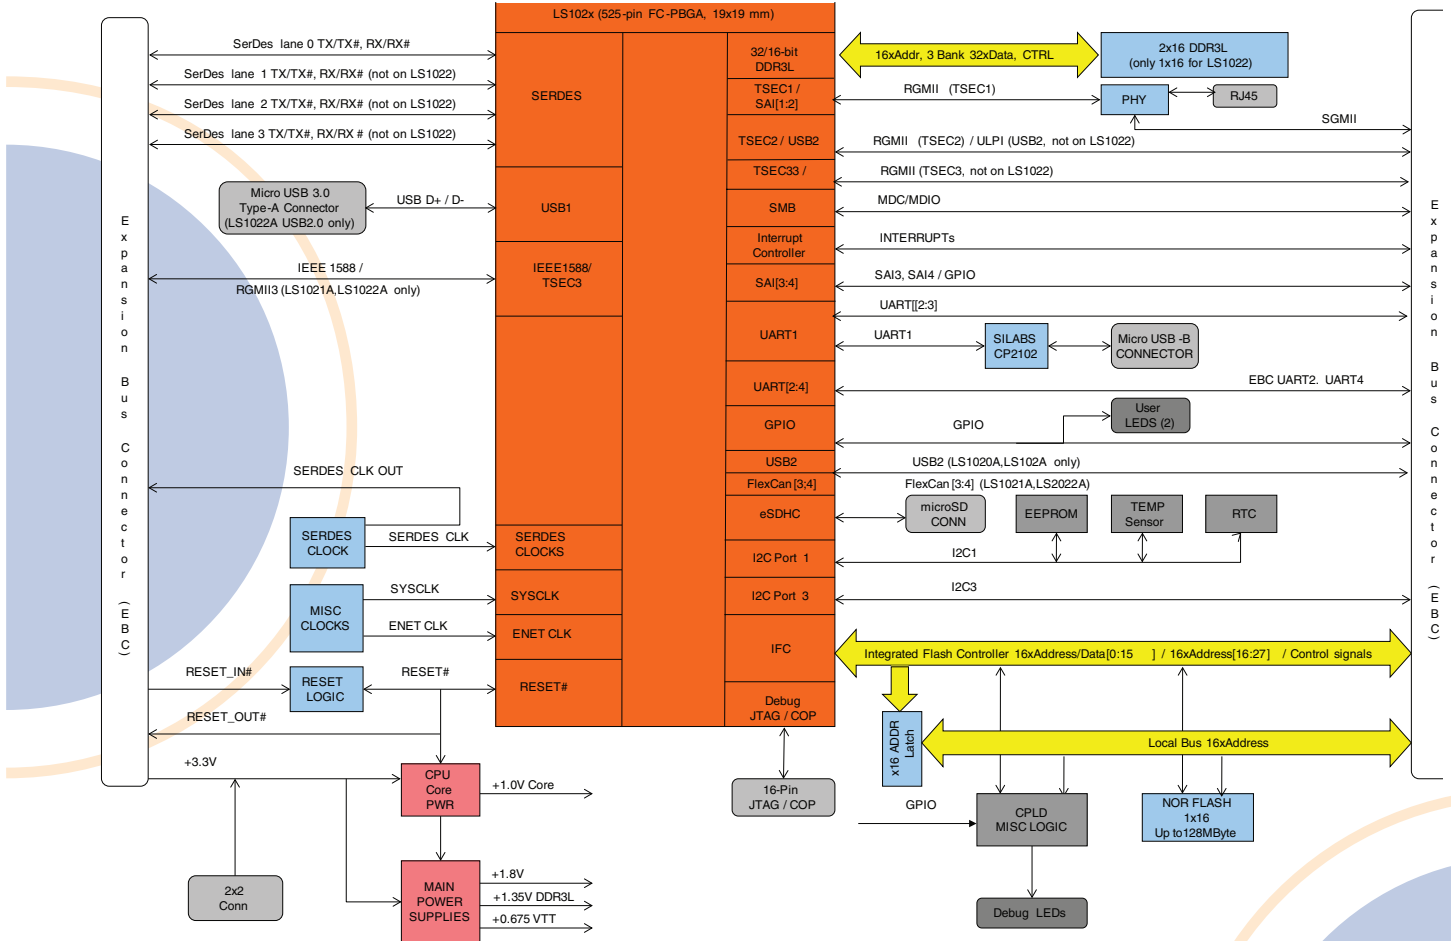 LS102x (525-pin FC-PBGA, 19x19 mm)
SerDes lane 0 TX/TX#, RX/RX#
SerDes lane 1 TX/TX#, RX/RX# (not on LS1022)
SerDes lane 2 TX/TX#, RX/RX# (not on LS1022)
SerDes lane 3 TX/TX#, RX/RX # (not on LS1022)
Micro USB 3.0
Type-A Connector
(LS1022A USB2.0 only)
USB D+ / D-
IEEE 1588 /
RGMII3 (LS1021A,LS1022A only)
Expansion Bus Connector (EBC)
SERDES CLK OUT
SERDES
CLOCK
SERDES CLK
MISC
CLOCKS
SYSCLK
ENET CLK
RESET_IN#
RESET
LOGIC
RESET#
RESET_OUT#
+3.3V
2x2
Conn
CPU
Core
PWR
+1.0V Core
MAIN
POWER
SUPPLIES
+1.8V
+1.35V DDR3L
+0.675 VTT
SERDES
USB1
IEEE1588/
TSEC3
SERDES
CLOCKS
SYSCLK
ENET CLK
RESET#
32/16-bit
DDR3L
TSEC1 /
SAI[1:2]
TSEC2 / USB2
TSEC33 /
SMB
Interrupt
Controller
SAI[3:4]
UART1
UART[2:4]
GPIO
USB2
FlexCan[3;4]
eSDHC
I2C Port 1
I2C Port 3
IFC
Debug
JTAG / COP
16-Pin
JTAG / COP
16xAddr, 3 Bank 32xData, CTRL
2x16 DDR3L
(only 1x16 for LS1022)
RGMII (TSEC1)
PHY
RJ45
SGMII
RGMII (TSEC2) / ULPI (USB2, not on LS1022)
RGMII (TSEC3, not on LS1022)
MDC/MDIO
INTERRUPTs
SAI3, SAI4 / GPIO
UART[[2:3]
UART1
SILABS
CP2102
Micro USB -B
CONNECTOR
EBC UART2. UART4
User
LEDS (2)
GPIO
USB2 (LS1020A,LS102A only)
FlexCan [3:4] (LS1021A,LS2022A)
microSD
CONN
EEPROM
TEMP
Sensor
RTC
I2C1
I2C3
Integrated Flash Controller 16xAddress/Data[0:15 ] / 16xAddress[16:27] / Control signals
x16 ADDR
Latch
Local Bus 16xAddress
GPIO
CPLD
MISC LOGIC
NOR FLASH
1x16
Up to128MByte
Debug LEDs
Expansion Bus Connector (EBC)